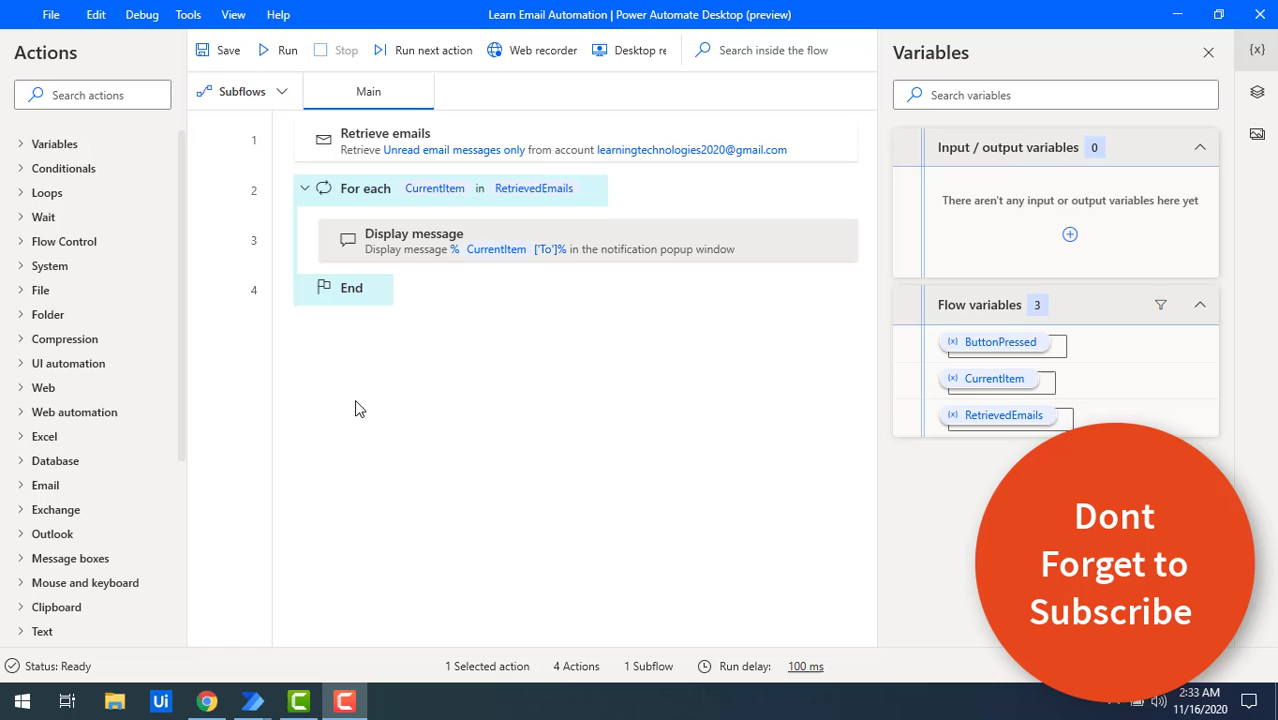 File Edit Debug Tools View Help
Learn Email Automation | Power Automate Desktop (preview)
Actions
Search actions
Variables
Conditionals
Loops
Wait
Flow Control
System
File
Folder
Compression
UI automation
Web
Web automation
Excel
Database
Email
Exchange
Outlook
Message boxes
Mouse and keyboard
Clipboard
Text
Save Run Stop Run next action Web recorder Desktop re Search inside the flow
Subflows Main
1 Retrieve emails
Retrieve Unread email messages only from account learningtechnologies2020@gmail.com
2 For each CurrentItem in RetrievedEmails
3 Display message
Display message % CurrentItem ['To']% in the notification popup window
4 End
Variables
{x}
Search variables
Input / output variables 0
There aren't any input or output variables here yet
Flow variables 3
(x) ButtonPressed
(x) CurrentItem
(x) RetrievedEmails
Dont
Forget to
Subscribe
Status: Ready 1 Selected action 4 Actions 1 Subflow Run delay: 100 ms
Ui
2:33 AM
11/16/2020